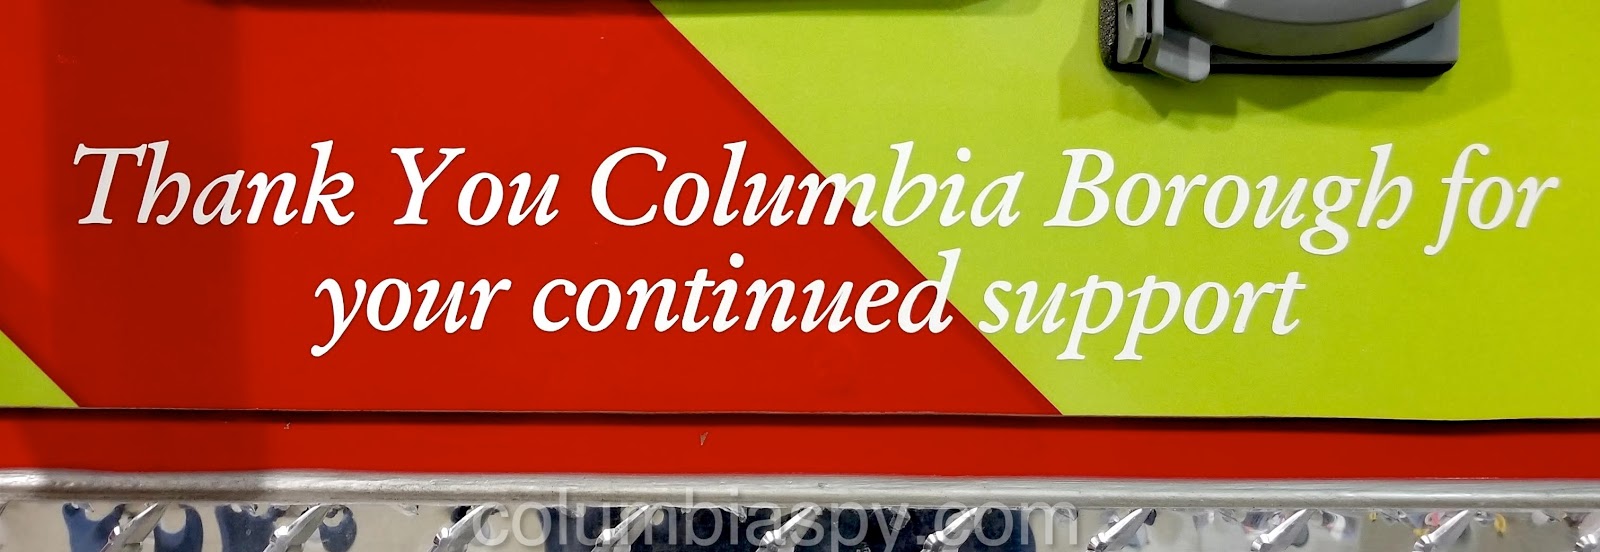 Thank You Columbia Borough for
your continued support
columbiaspy.com